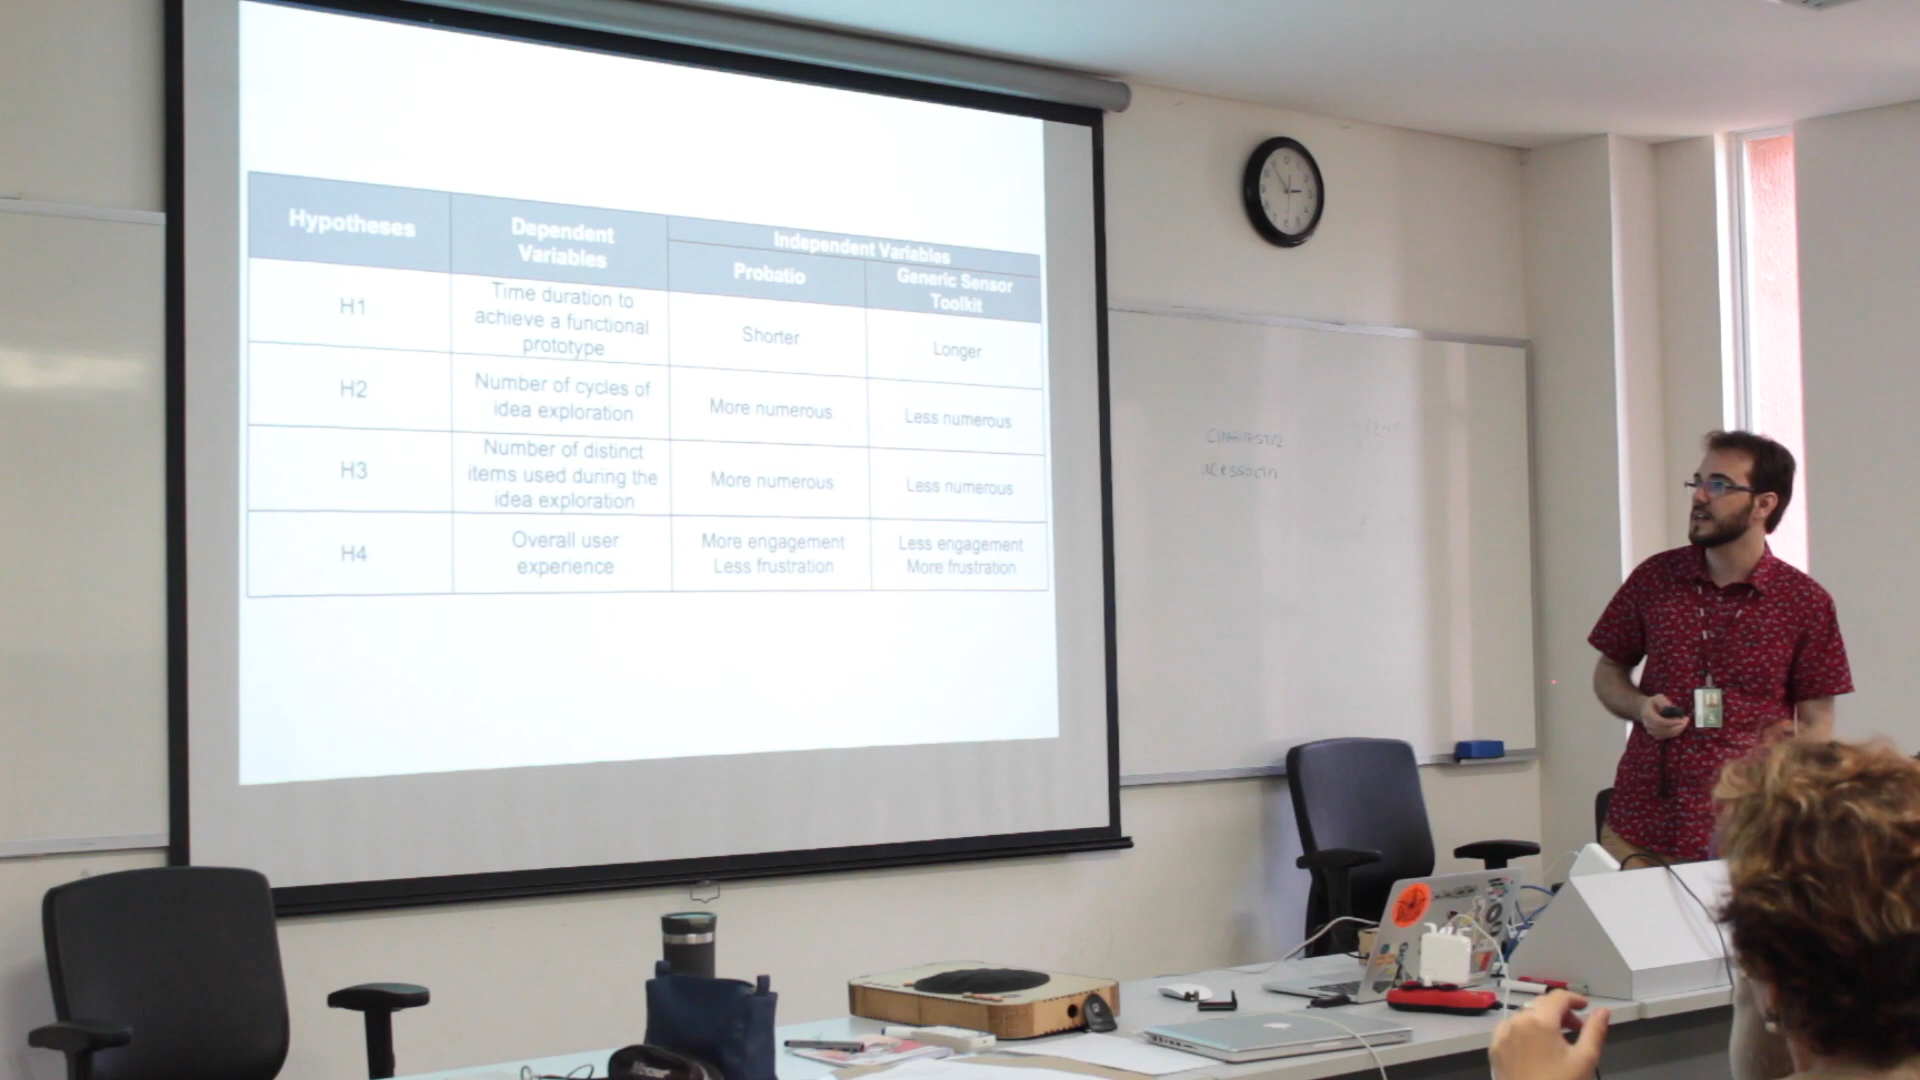 Hypotheses
Dependent
Variables
Independent Variables
Probatio
Generic Sensor
Toolkit
H1
Time duration to
achieve a functional
prototype
Shorter
Longer
H2
Number of cycles of
idea exploration
More numerous
Less numerous
H3
Number of distinct
items used during the
idea exploration
More numerous
Less numerous
H4
Overall user
experience
More engagement
Less frustration
Less engagement
More frustration
acessocin